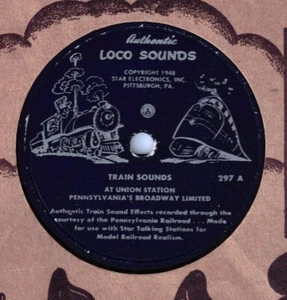 Authentic
LOCO SOUNDS
COPYRIGHT 1948
STAR ELECTRONICS, INC.
PITTSBURGH, PA.
TRAIN SOUNDS
297 A
AT UNION STATION
PENNSYLVANIA'S BROADWAY LIMITED
Authentic Train Sound Effects recorded through the
courtesy of the Pennsylvania Railroad . . . Made
for use with Star Talking Stations for
Model Railroad Realism.